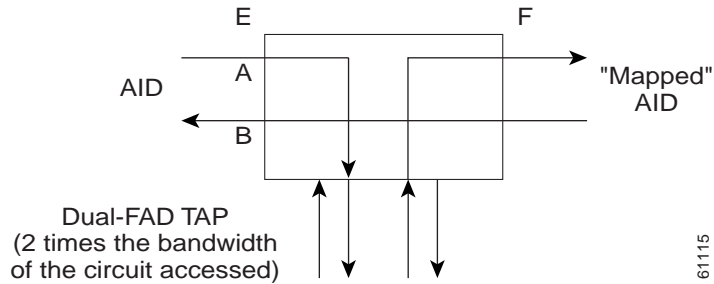 E
F
A
AID
"Mapped"
AID
B
Dual-FAD TAP
(2 times the bandwidth
of the circuit accessed)
61115